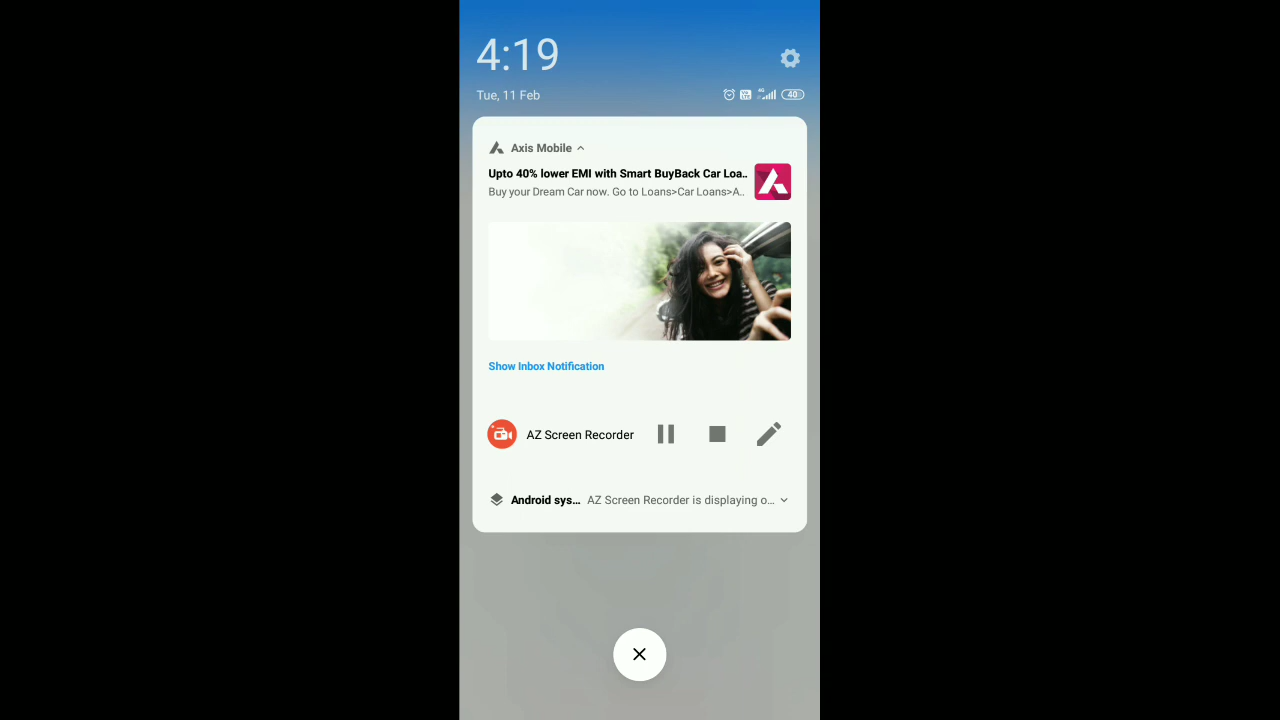 4:19
Tue, 11 Feb
4G
40
Axis Mobile
Upto 40% lower EMI with Smart BuyBack Car Loa..
Buy your Dream Car now. Go to Loans>Car Loans>A..
Show Inbox Notification
AZ Screen Recorder
Android sys... AZ Screen Recorder is displaying o...